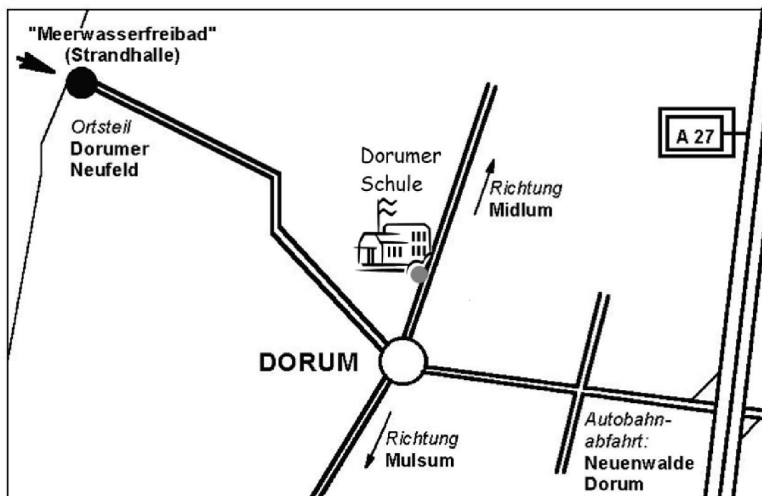 "Meerwasserfreibad"
(Strandhalle)
Ortsteil
Dorumer
Neufeld
Dorumer
Schule
Richtung
Midlum
A 27
DORUM
Richtung
Mulsum
Autobahn-
abfahrt:
Neuenwalde
Dorum